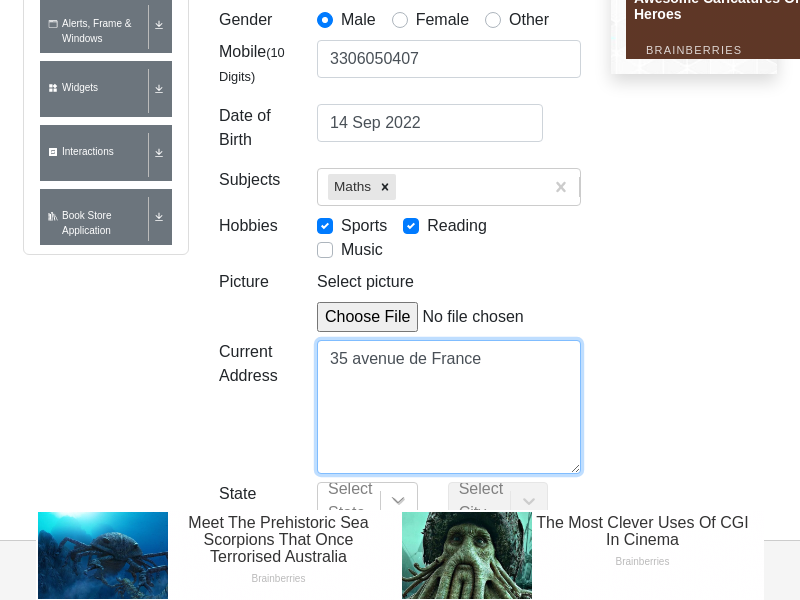 Alerts, Frame &
Windows
Widgets
Interactions
Book Store
Application
Gender
Male
Female
Other
Mobile(10
Digits)
3306050407
Date of
Birth
14 Sep 2022
Subjects
Maths
Hobbies
Sports
Reading
Music
Picture
Select picture
Choose File No file chosen
Current
Address
35 avenue de France
State
Select
Select
Awesome Caricatures Of
Heroes
BRAINBERRIES
Meet The Prehistoric Sea
Scorpions That Once
Terrorised Australia
Brainberries
The Most Clever Uses Of CGI
In Cinema
Brainberries